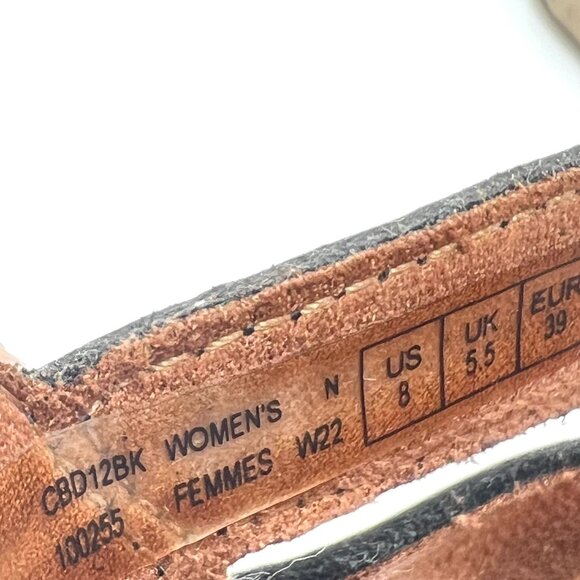 CBD12BK WOMEN'S N US UK EUR
100255 FEMMES W22 8 5.5 39